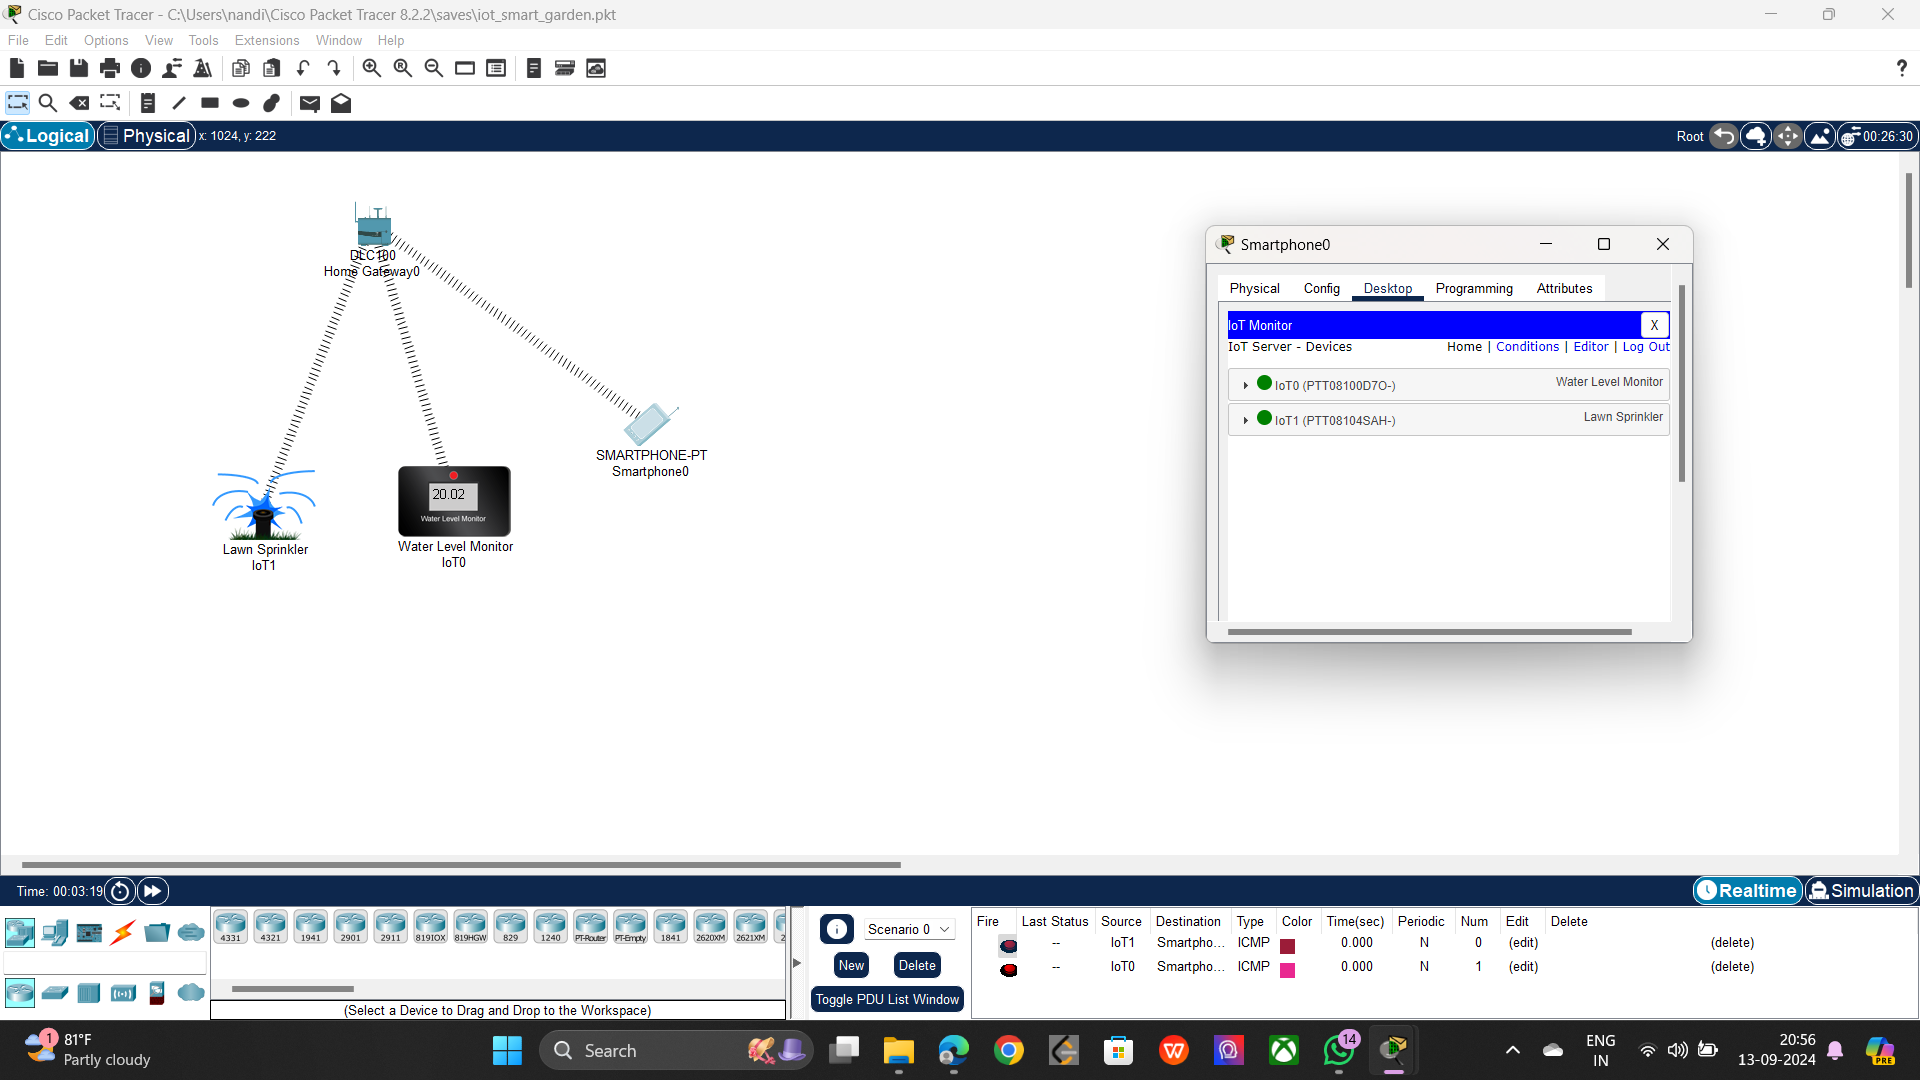 Cisco Packet Tracer - C:\Users\nandi\Cisco Packet Tracer 8.2.2\saves\iot_smart_garden.pkt
File Edit Options View Tools Extensions Window Help
?
Logical Physical x: 1024, y: 222
Root 00:26:30
DLC100
Home Gateway0
SMARTPHONE-PT
Smartphone0
20.02
Water Level Monitor
Lawn Sprinkler
IoT1
Water Level Monitor
IoT0
Smartphone0
Physical Config Desktop Programming Attributes
IoT Monitor X
IoT Server - Devices Home | Conditions | Editor | Log Out
IoT0 (PTT08100D7O-) Water Level Monitor
IoT1 (PTT08104SAH-) Lawn Sprinkler
Time: 00:03:19
Realtime Simulation
4331 4321 1941 2901 2911 819IOX 819HGW 829 1240 PT-Router PT-Empty 1841 2620XM 2621XM
(Select a Device to Drag and Drop to the Workspace)
Scenario 0
New Delete
Toggle PDU List Window
Fire Last Status Source Destination Type Color Time(sec) Periodic Num Edit Delete
-- IoT1 Smartpho... ICMP 0.000 N 0 (edit) (delete)
-- IoT0 Smartpho... ICMP 0.000 N 1 (edit) (delete)
1
81°F
Partly cloudy
Search
14
ENG
IN
20:56
13-09-2024
PRE